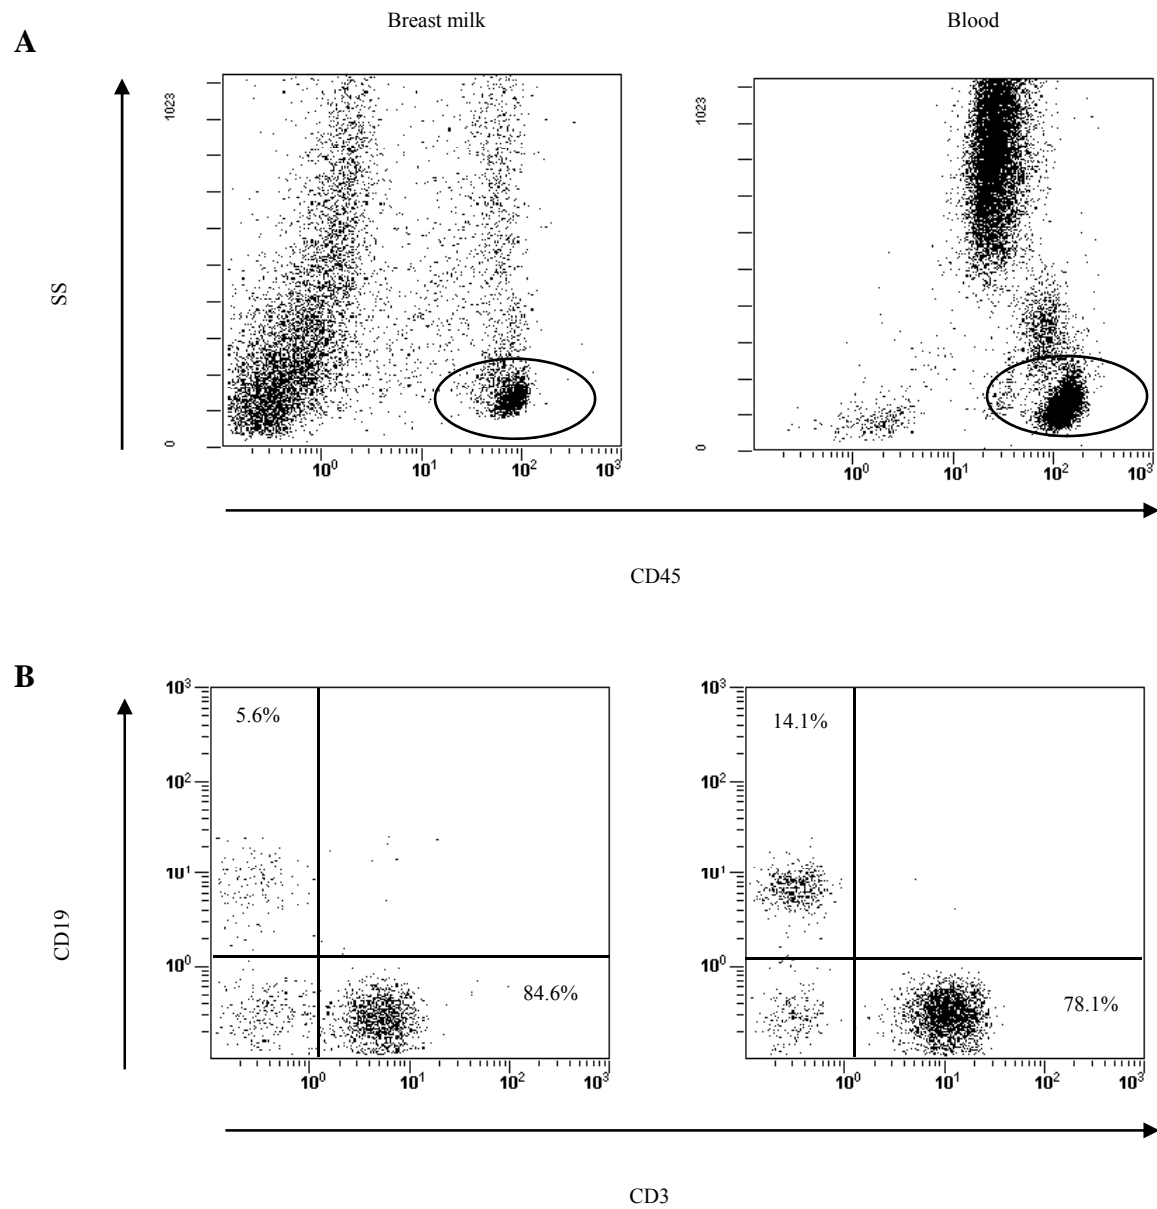 Breast milk Blood
A
1023 1023
SS
0 0
10⁰ 10¹ 10² 10³ 10⁰ 10¹ 10² 10³
CD45
B
10³ 10³
5.6% 14.1%
10² 10²
10¹ 10¹
CD19
10⁰ 10⁰
84.6% 78.1%
10⁰ 10¹ 10² 10³ 10⁰ 10¹ 10² 10³
CD3